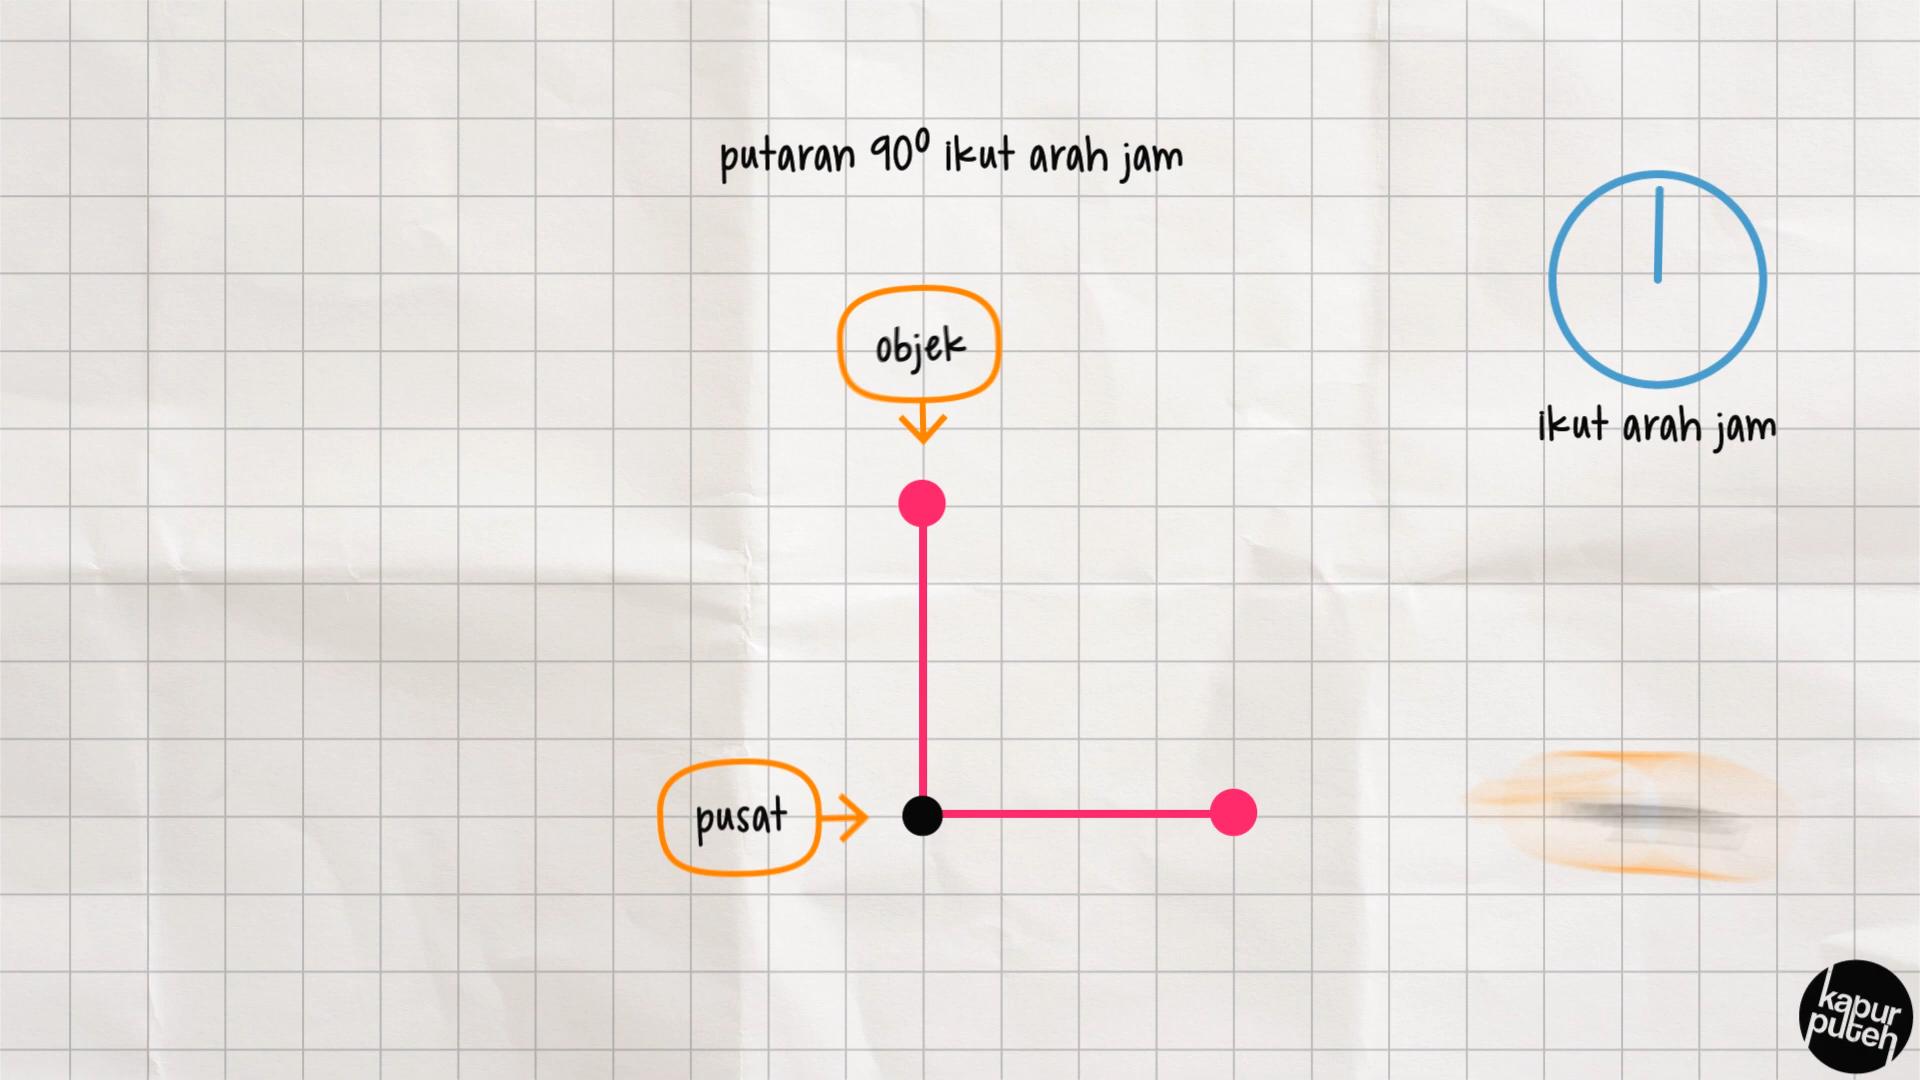 putaran 90⁰ ikut arah jam
objek
ikut arah jam
pusat
kapur
puteh